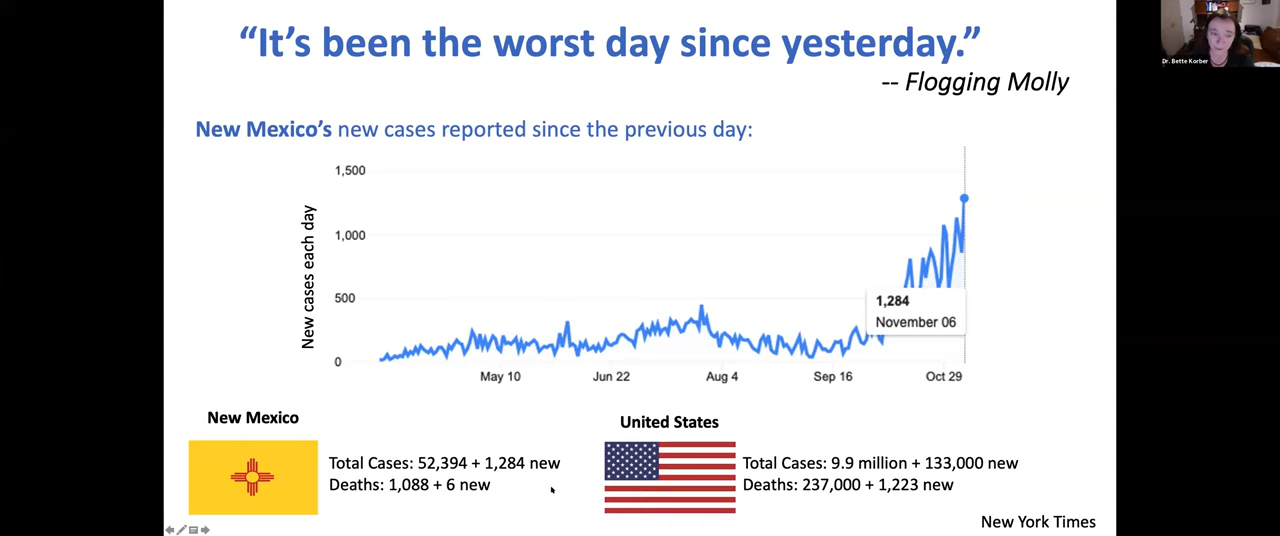 “It’s been the worst day since yesterday.”
-- Flogging Molly
Dr. Bette Korber
New Mexico’s new cases reported since the previous day:
New cases each day
1,500
1,000
500
0
1,284
November 06
May 10
Jun 22
Aug 4
Sep 16
Oct 29
New Mexico
Total Cases: 52,394 + 1,284 new
Deaths: 1,088 + 6 new
United States
Total Cases: 9.9 million + 133,000 new
Deaths: 237,000 + 1,223 new
New York Times